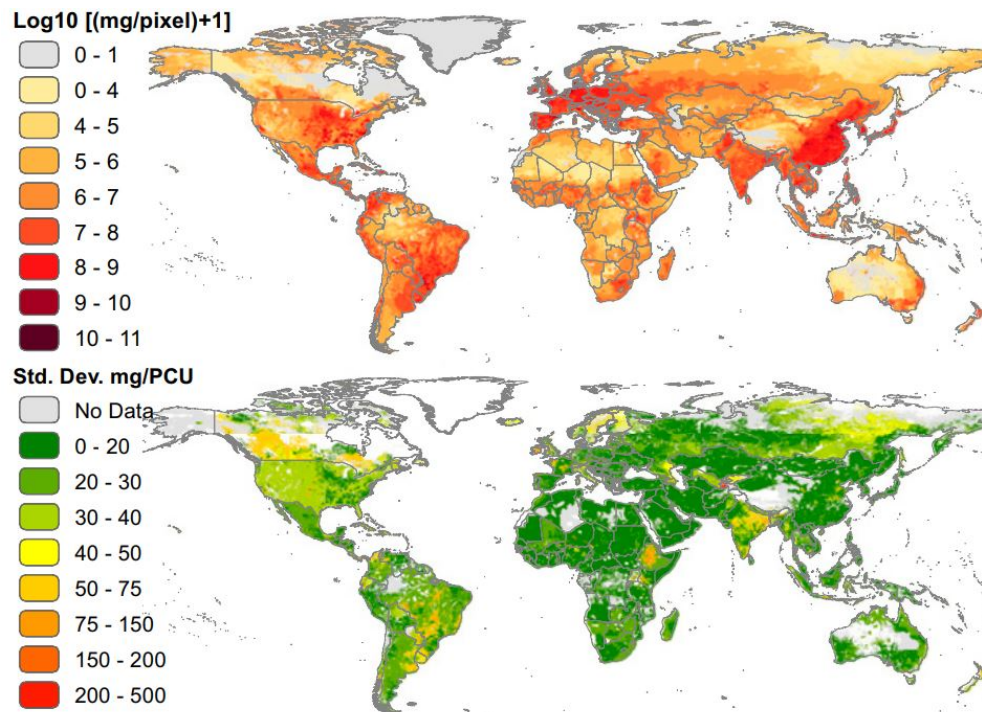 Log10 [(mg/pixel)+1]
0 - 1
0 - 4
4 - 5
5 - 6
6 - 7
7 - 8
8 - 9
9 - 10
10 - 11
Std. Dev. mg/PCU
No Data
0 - 20
20 - 30
30 - 40
40 - 50
50 - 75
75 - 150
150 - 200
200 - 500